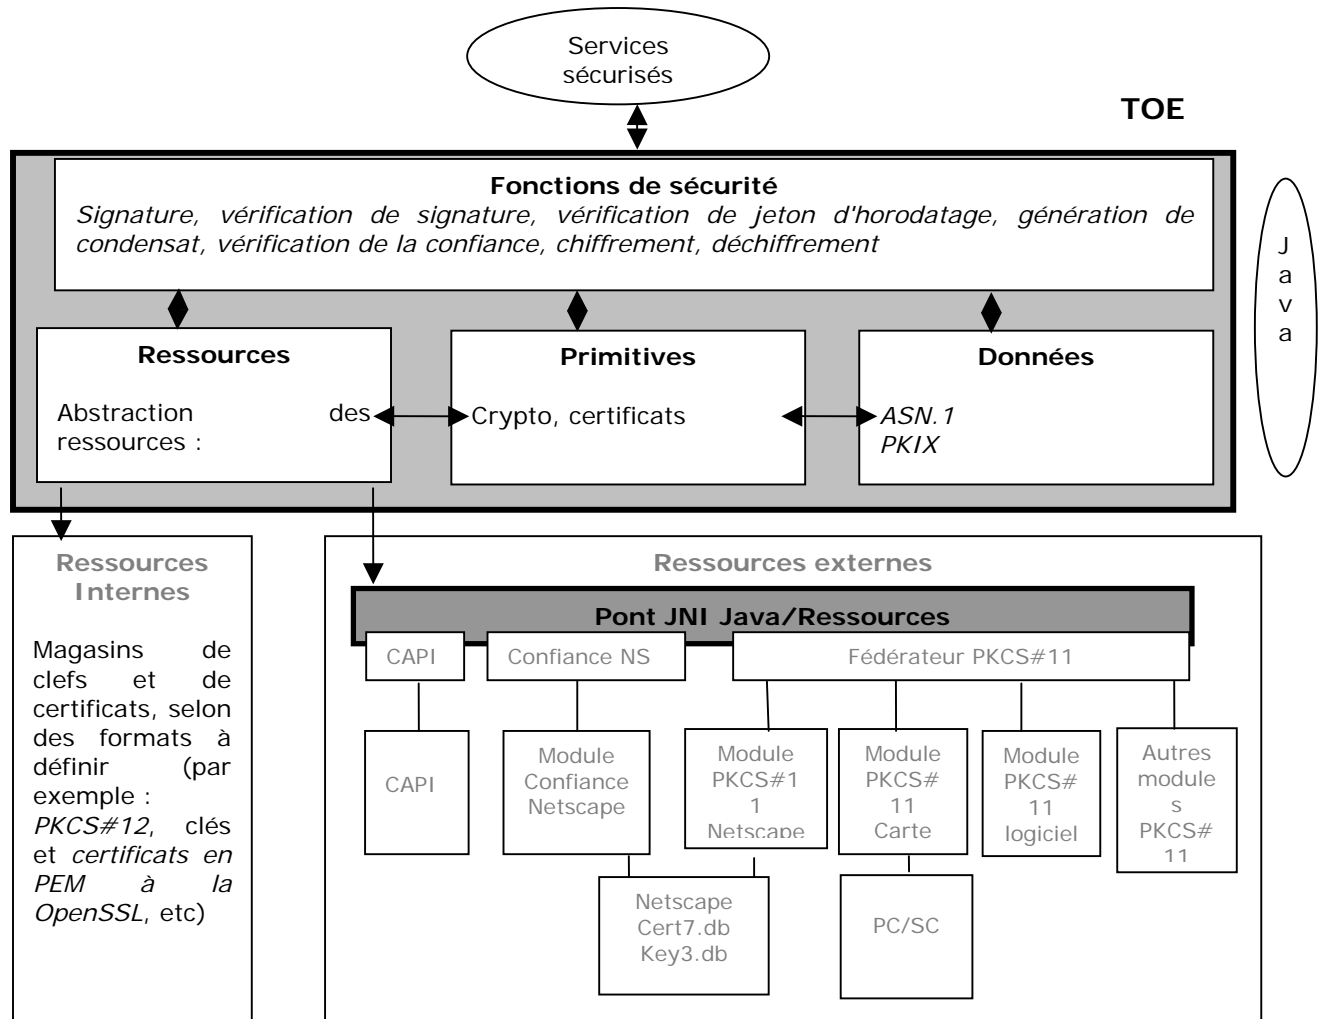 Services
sécurisés
TOE
Fonctions de sécurité
Signature, vérification de signature, vérification de jeton d'horodatage, génération de
condensat, vérification de la confiance, chiffrement, déchiffrement
J
a
v
a
Ressources
Abstraction des
ressources :
Primitives
Crypto, certificats
Données
ASN.1
PKIX
Ressources
Internes
Magasins de
clefs et de
certificats, selon
des formats à
définir (par
exemple :
PKCS#12, clés
et certificats en
PEM à la
OpenSSL, etc)
Ressources externes
Pont JNI Java/Ressources
CAPI
Confiance NS
Fédérateur PKCS#11
CAPI
Module
Confiance
Netscape
Module
PKCS#1
1
Netscape
Module
PKCS#
11
Carte
Module
PKCS#
11
logiciel
Autres
module
s
PKCS#
11
Netscape
Cert7.db
Key3.db
PC/SC